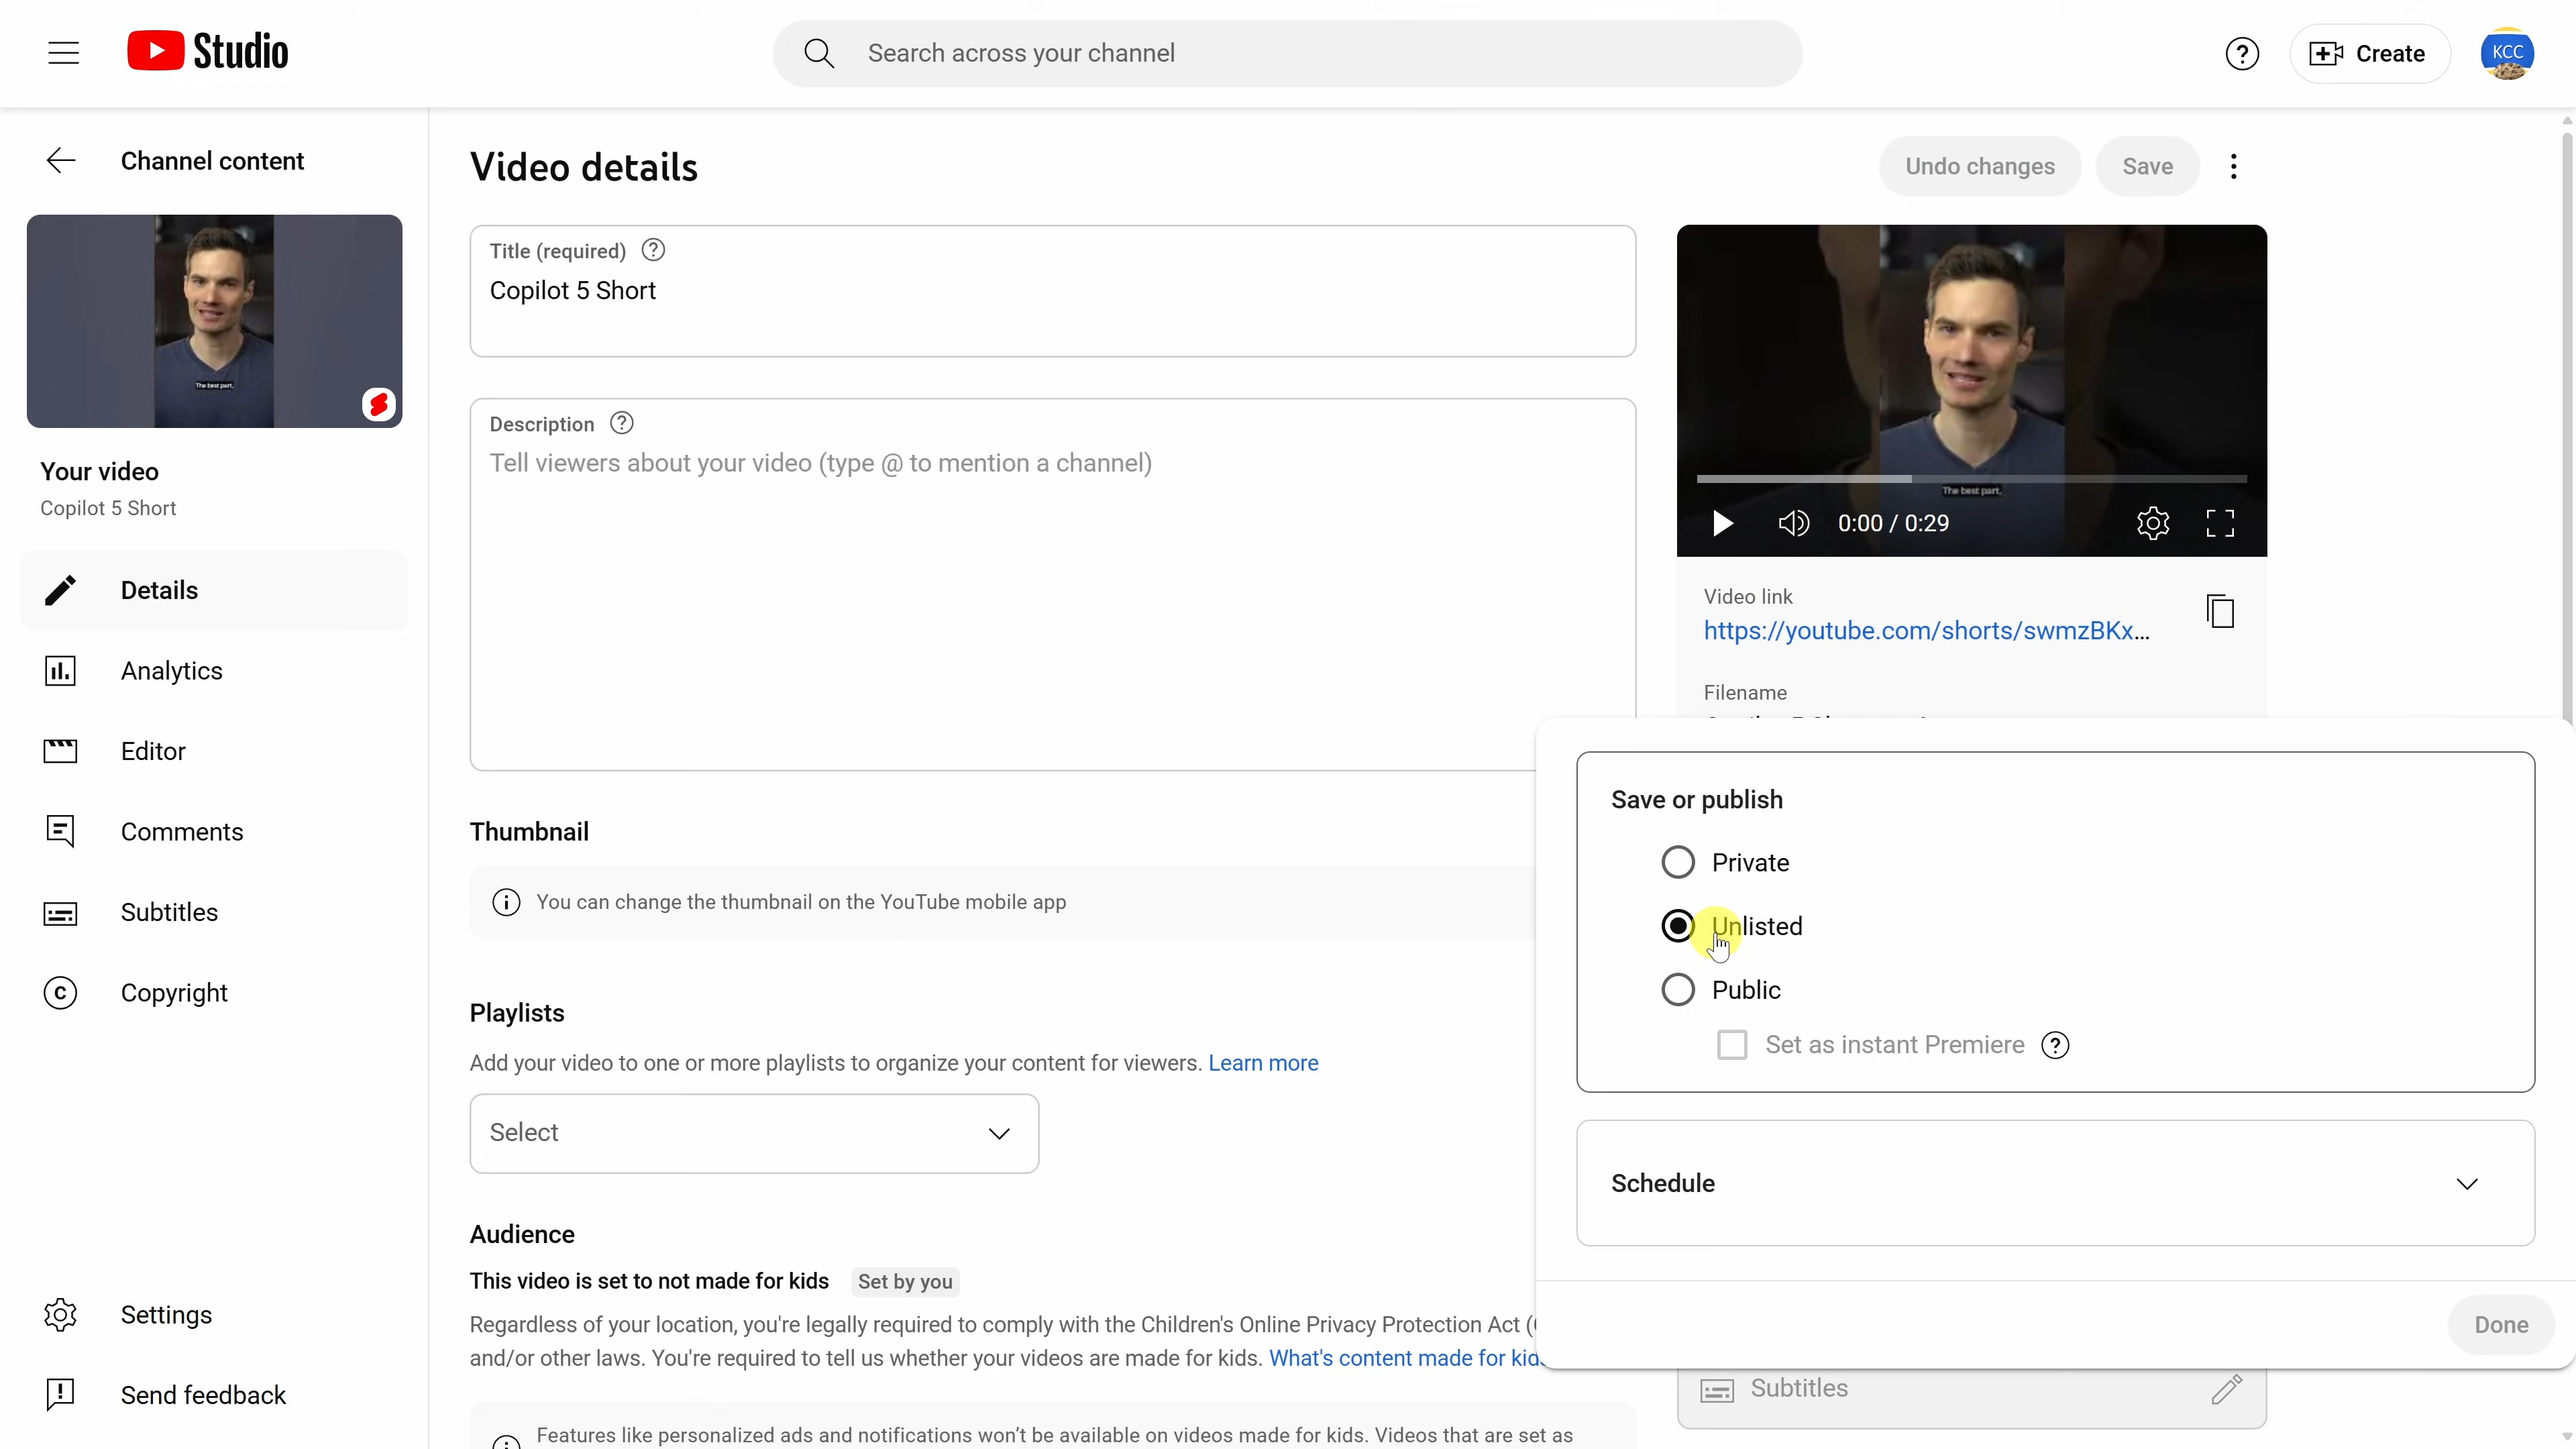 Studio
Search across your channel
Create
KCC
Channel content
The best part,
Your video
Copilot 5 Short
Details
Analytics
Editor
Comments
Subtitles
Copyright
Settings
Send feedback
Video details
Undo changes
Save
Title (required)
Copilot 5 Short
Description
Tell viewers about your video (type @ to mention a channel)
Thumbnail
You can change the thumbnail on the YouTube mobile app
Playlists
Add your video to one or more playlists to organize your content for viewers. Learn more
Select
Audience
This video is set to not made for kids Set by you
Regardless of your location, you're legally required to comply with the Children's Online Privacy Protection Act
and/or other laws. You're required to tell us whether your videos are made for kids. What's content made for
Features like personalized ads and notifications won't be available on videos made for kids. Videos that are set as
The best part,
0:00 / 0:29
Video link
https://youtube.com/shorts/swmzBKx...
Filename
Save or publish
Private
Unlisted
Public
Set as instant Premiere
Schedule
Done
Subtitles